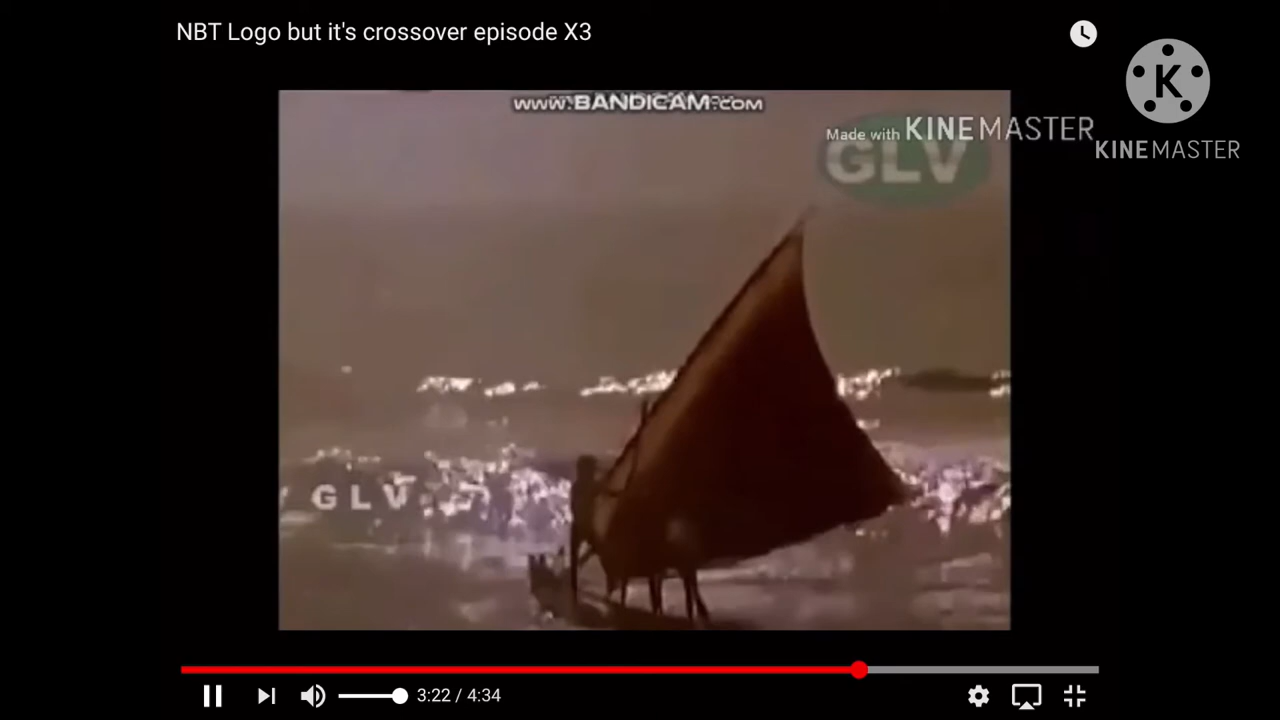 NBT Logo but it's crossover episode X3
K
KINEMASTER
www.BANDICAM.com
Made with KINEMASTER
GLV
GLV
3:22 / 4:34